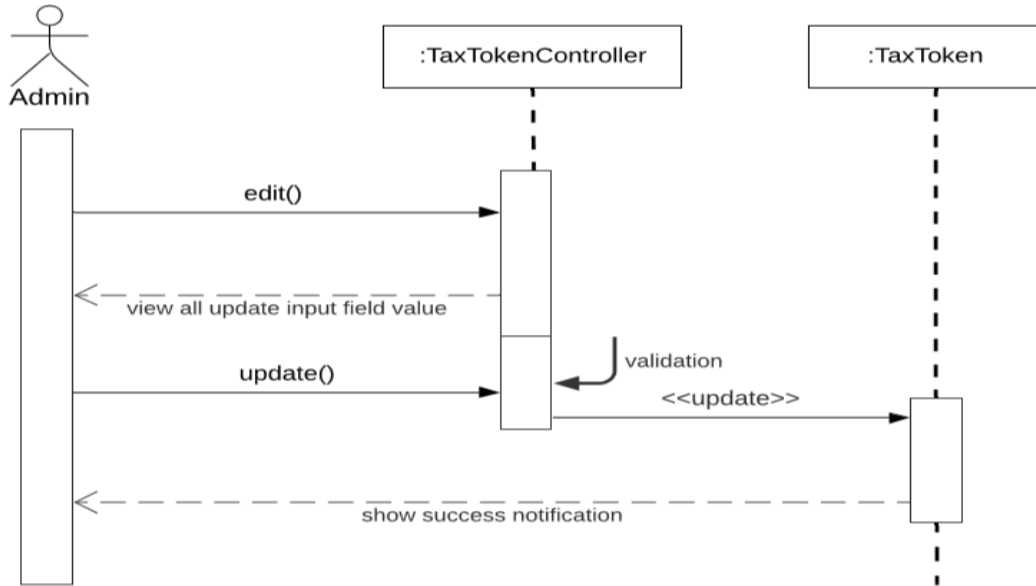 :TaxTokenController
:TaxToken
Admin
edit()
view all update input field value
validation
update()
<<update>>
show success notification